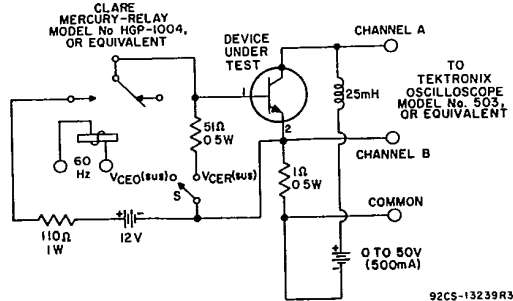 CLARE
MERCURY-RELAY
MODEL No HGP-1004,
OR EQUIVALENT
DEVICE
UNDER
TEST
CHANNEL A
TO
TEKTRONIX
OSCILLOSCOPE
MODEL No. 503,
OR EQUIVALENT
1
2
25mH
51Ω
0.5W
60
Hz
VCEO(sus)
VCER(sus)
S
CHANNEL B
1Ω
0.5W
COMMON
110Ω
1W
+ -
12V
+
-
0 TO 50V
(500mA)
92CS-13239R3